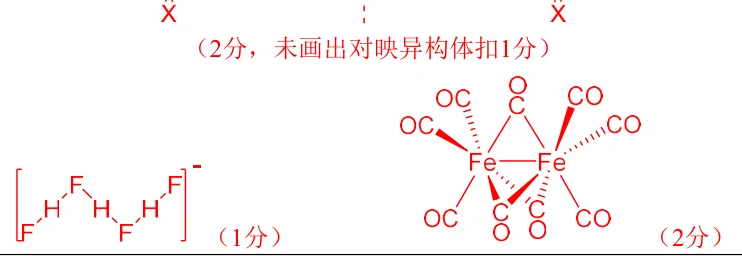 Ẍ Ẍ
（2分，未画出对映异构体扣1分）
O
OC C CO
OC CO
F F -
Fe Fe
H H H
OC C C CO
F F （1分） O O （2分）